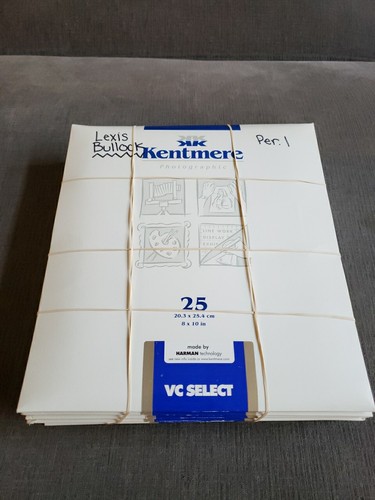 Lexis
Bullock
Per. 1
Kentmere
Photographic
25
20.3 x 25.4 cm
8 x 10 in
made by
HARMAN technology
VC SELECT